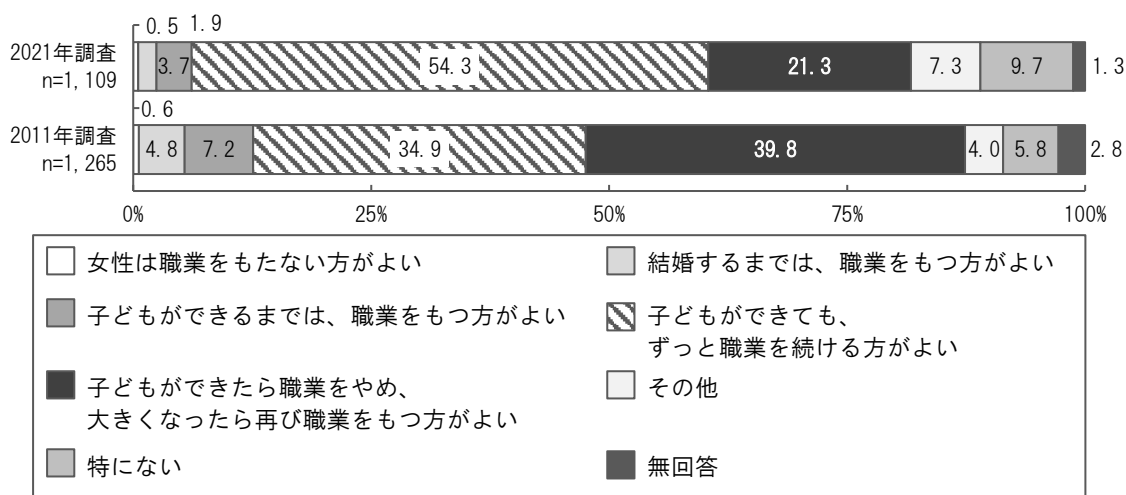 0.5 1.9
2021年調査
n=1,109
3.7 54.3 21.3 7.3 9.7 1.3
0.6
2011年調査
n=1,265
4.8 7.2 34.9 39.8 4.0 5.8 2.8
0% 25% 50% 75% 100%
女性は職業をもたない方がよい
結婚するまでは、職業をもつ方がよい
子どもができるまでは、職業をもつ方がよい
子どもができても、
ずっと職業を続ける方がよい
子どもができたら職業をやめ、
大きくなったら再び職業をもつ方がよい
その他
特にない
無回答